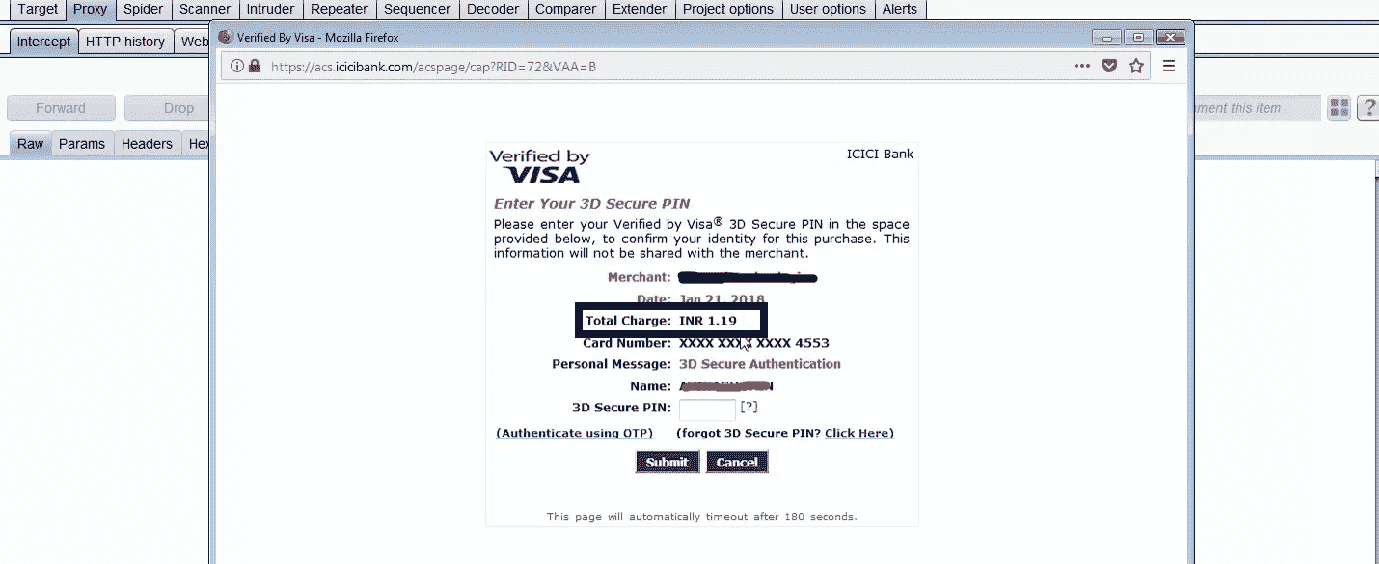 Target Proxy Spider Scanner Intruder Repeater Sequencer Decoder Comparer Extender Project options User options Alerts
Intercept HTTP history Web
Verified By Visa - Mozilla Firefox
https://acs.icicibank.com/acspage/cap?RID=72&VAA=B
Forward Drop this item ?
Raw Params Headers Hex
Verified by
VISA
ICICI Bank
Enter Your 3D Secure PIN
Please enter your Verified by Visa® 3D Secure PIN in the space
provided below, to confirm your identity for this purchase. This
information will not be shared with the merchant.
Merchant:
Date: Jan 21, 2018
Total Charge: INR 1.19
Card Number: XXXX XXXX XXXX 4553
Personal Message: 3D Secure Authentication
Name:
3D Secure PIN: [?]
(Authenticate using OTP) (forgot 3D Secure PIN? Click Here)
Submit Cancel
This page will automatically timeout after 180 seconds.